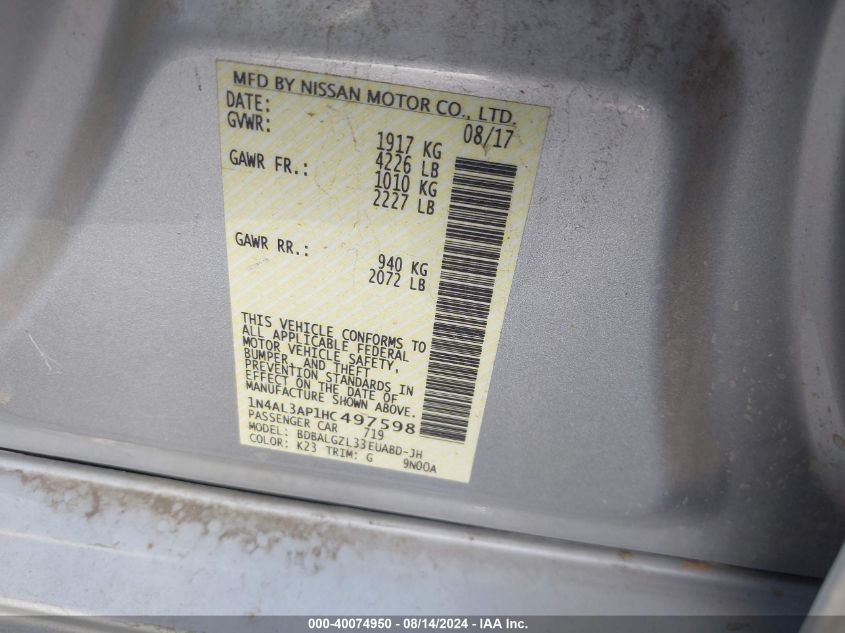 MFD BY NISSAN MOTOR CO., LTD.
DATE: 08/17
GVWR: 1917 KG
4226 LB
GAWR FR.: 1010 KG
2227 LB
GAWR RR.: 940 KG
2072 LB
THIS VEHICLE CONFORMS TO
ALL APPLICABLE FEDERAL
MOTOR VEHICLE SAFETY,
BUMPER, AND THEFT
PREVENTION STANDARDS IN
EFFECT ON THE DATE OF
MANUFACTURE SHOWN ABOVE.
1N4AL3AP1HC497598
PASSENGER CAR 719
MODEL: BDBALGZL33EUABD-JH
COLOR: K23 TRIM: G 9N00A
000-40074950 - 08/14/2024 - IAA Inc.